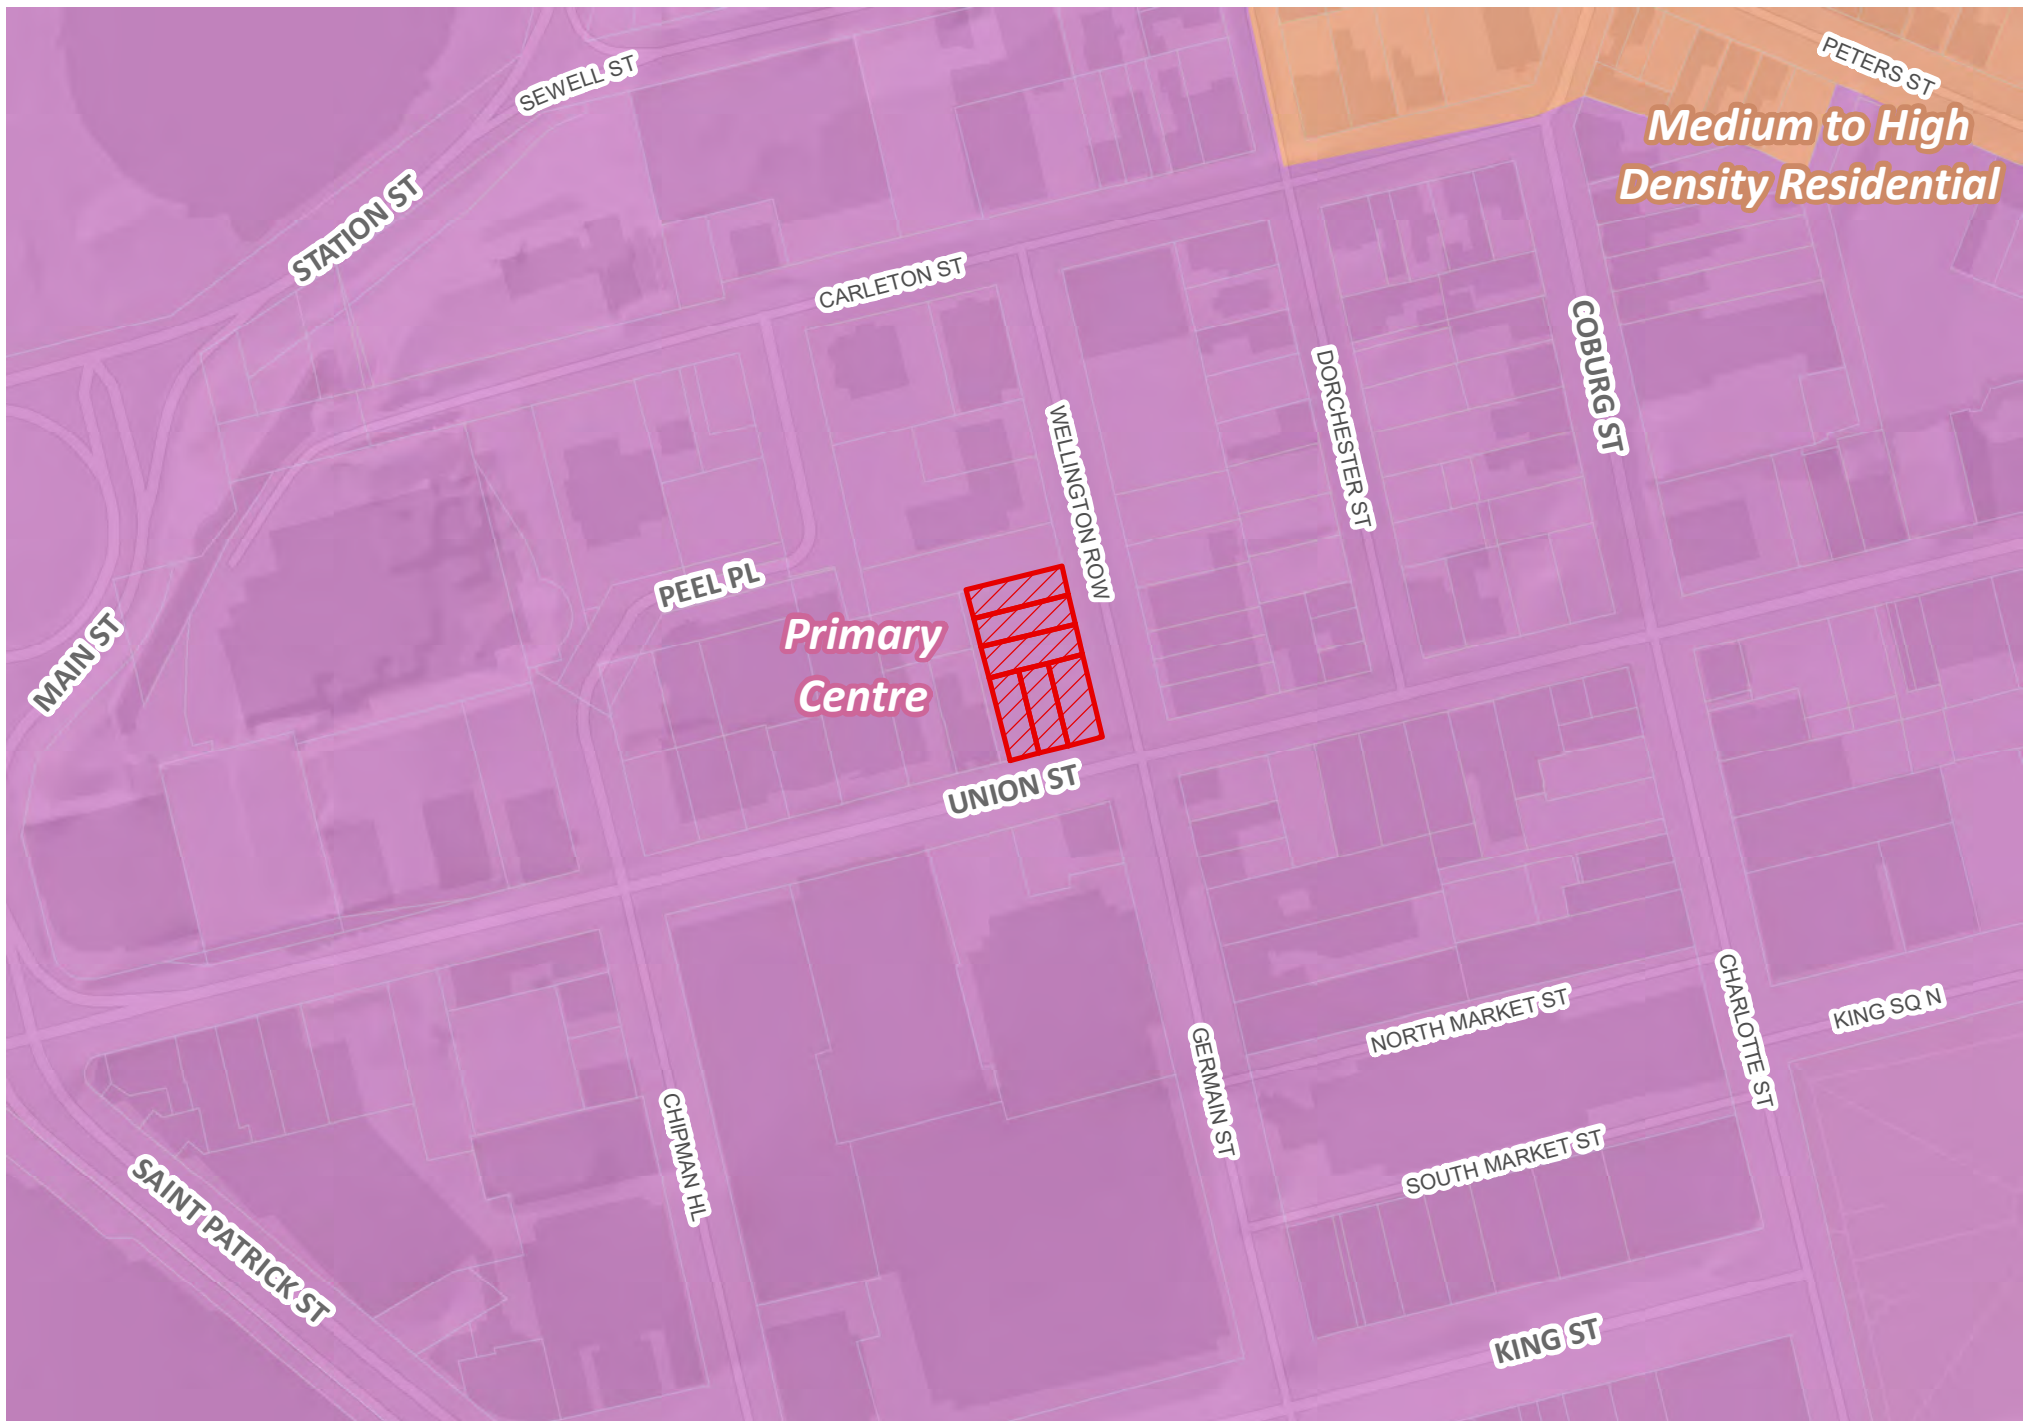 PETERS ST
SEWELL ST
Medium to High
Density Residential
STATION ST
CARLETON ST
COBURG ST
DORCHESTER ST
WELLINGTON ROW
PEEL PL
MAIN ST
Primary
Centre
UNION ST
CHARLOTTE ST
KING SQ N
NORTH MARKET ST
GERMAIN ST
CHIPMAN HL
SOUTH MARKET ST
SAINT PATRICK ST
KING ST